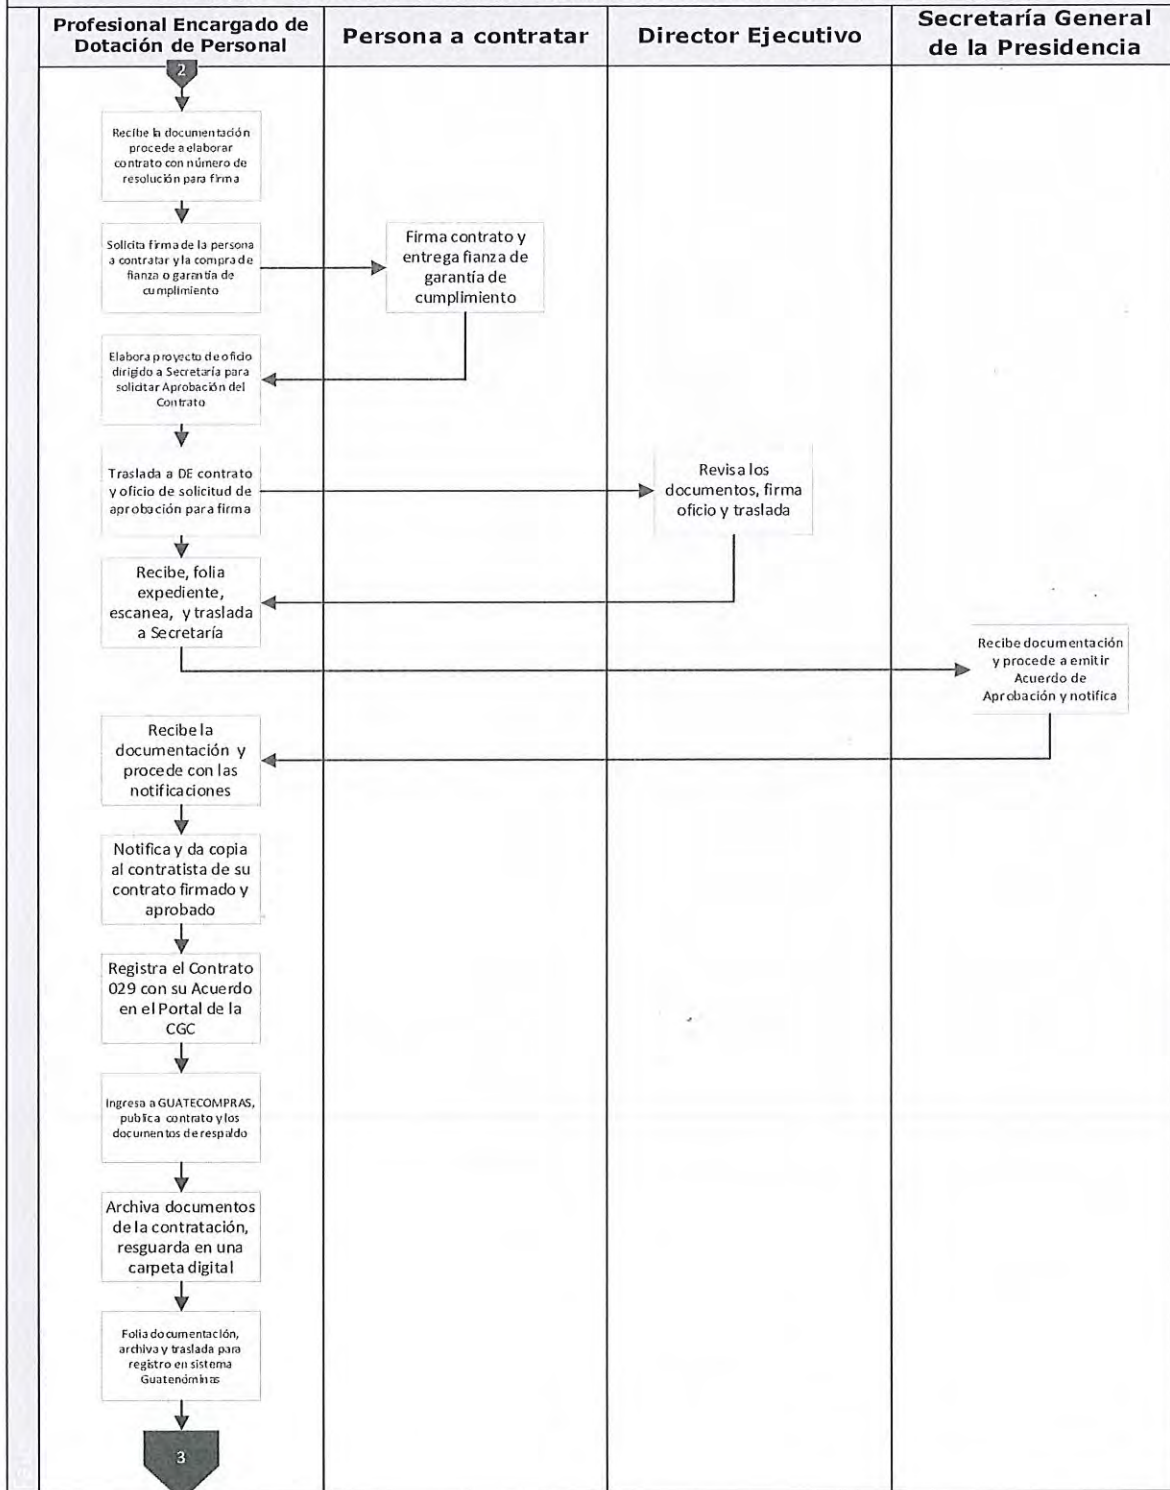 Profesional Encargado de
Dotación de Personal
Persona a contratar
Director Ejecutivo
Secretaría General
de la Presidencia
2
Recibe la documentación
procede a elaborar
contrato con número de
resolución para firma
Solicita firma de la persona
a contratar y la compra de
fianza o garantía de
cumplimiento
Firma contrato y
entrega fianza de
garantía de
cumplimiento
Elabora proyecto de oficio
dirigido a Secretaría para
solicitar Aprobación del
Contrato
Traslada a DE contrato
y oficio de solicitud de
aprobación para firma
Revisa los
documentos, firma
oficio y traslada
Recibe, folia
expediente,
escanea, y traslada
a Secretaría
Recibe documentación
y procede a emitir
Acuerdo de
Aprobación y notifica
Recibe la
documentación y
procede con las
notificaciones
Notifica y da copia
al contratista de su
contrato firmado y
aprobado
Registra el Contrato
029 con su Acuerdo
en el Portal de la
CGC
Ingresa a GUATECOMPRAS,
publica contrato y los
documentos de respaldo
Archiva documentos
de la contratación,
resguarda en una
carpeta digital
Folia documentación,
archiva y traslada para
registro en sistema
Guatenóminas
3